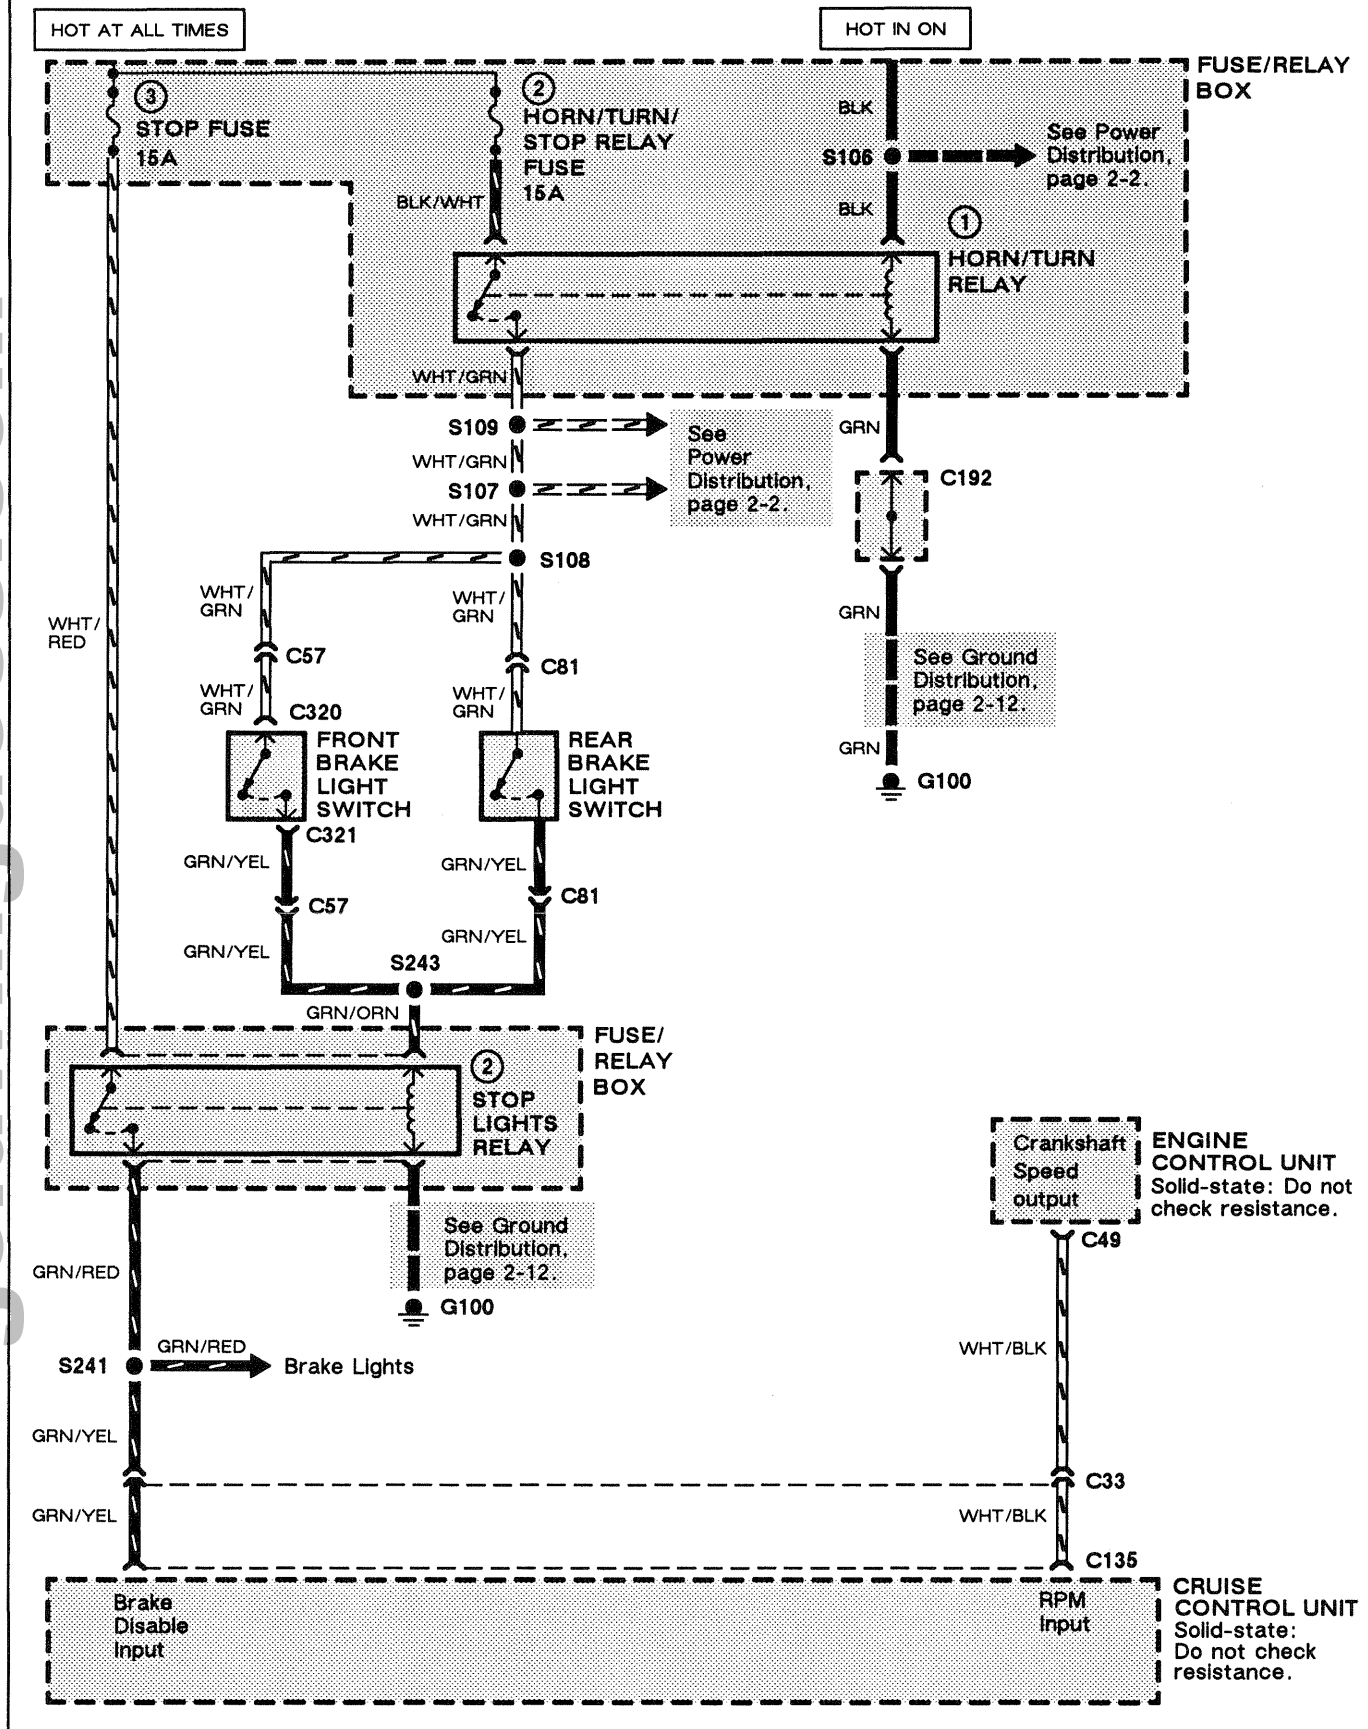 HOT AT ALL TIMES
HOT IN ON
FUSE/RELAY
BOX
3
STOP FUSE
15A
2
HORN/TURN/
STOP RELAY
FUSE
15A
BLK
S106
See Power
Distribution,
page 2-2.
BLK/WHT
BLK
1
HORN/TURN
RELAY
WHT/GRN
S109
WHT/GRN
S107
WHT/GRN
See
Power
Distribution,
page 2-2.
GRN
C192
S108
WHT/
RED
WHT/
GRN
WHT/
GRN
GRN
C57
C81
See Ground
Distribution,
page 2-12.
WHT/
GRN
C320
WHT/
GRN
FRONT
BRAKE
LIGHT
SWITCH
REAR
BRAKE
LIGHT
SWITCH
GRN
G100
C321
GRN/YEL
GRN/YEL
C57
C81
GRN/YEL
GRN/YEL
S243
GRN/ORN
FUSE/
RELAY
BOX
2
STOP
LIGHTS
RELAY
Crankshaft
Speed
output
ENGINE
CONTROL UNIT
Solid-state: Do not
check resistance.
C49
See Ground
Distribution,
page 2-12.
GRN/RED
G100
GRN/RED
S241
Brake Lights
WHT/BLK
GRN/YEL
C33
GRN/YEL
WHT/BLK
C135
Brake
Disable
Input
RPM
Input
CRUISE
CONTROL UNIT
Solid-state:
Do not check
resistance.